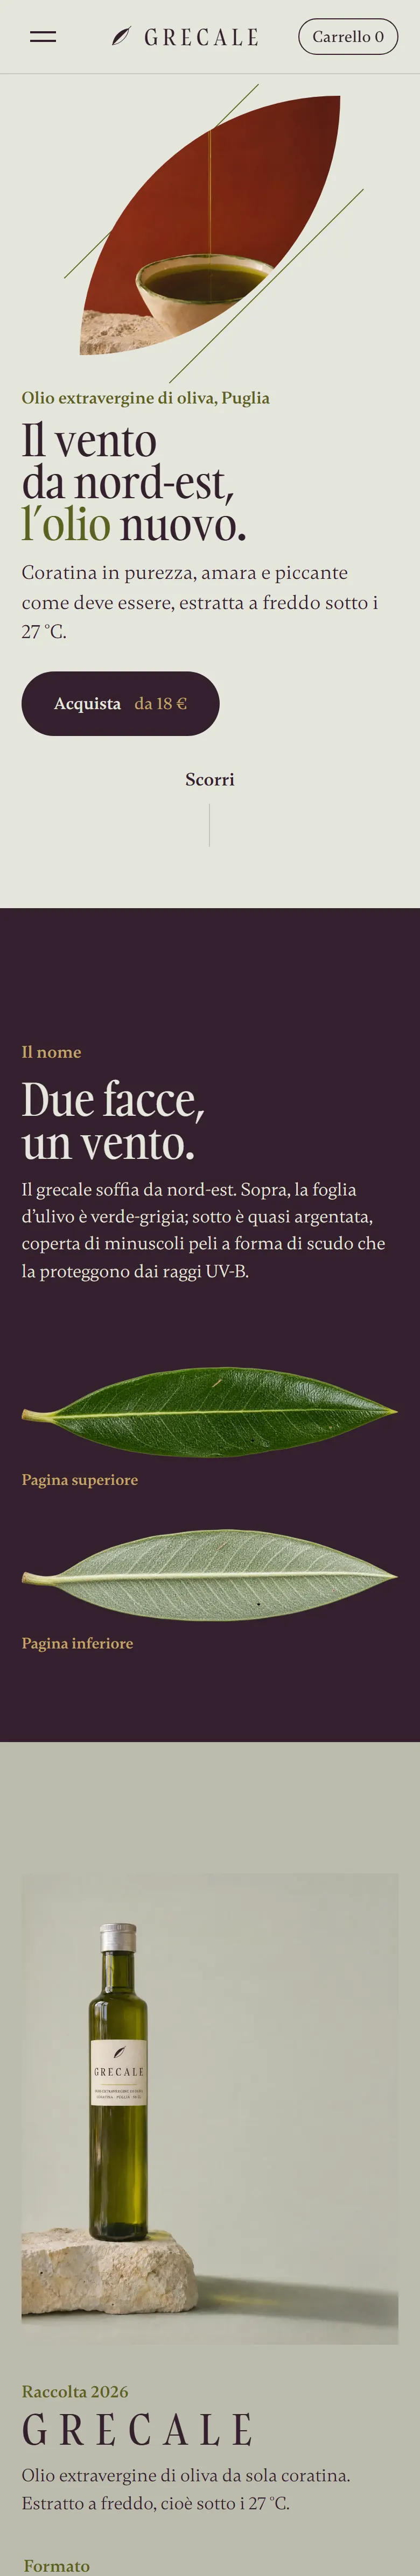 GRECALE
Carrello 0
Olio extravergine di oliva, Puglia
Il vento
da nord-est,
l'olio nuovo.
Coratina in purezza, amara e piccante
come deve essere, estratta a freddo sotto i
27 °C.
Acquista da 18 €
Scorri
Il nome
Due facce,
un vento.
Il grecale soffia da nord-est. Sopra, la foglia
d'ulivo è verde-grigia; sotto è quasi argentata,
coperta di minuscoli peli a forma di scudo che
la proteggono dai raggi UV-B.
Pagina superiore
Pagina inferiore
GRECALE
Raccolta 2026
GRECALE
Olio extravergine di oliva da sola coratina.
Estratto a freddo, cioè sotto i 27 °C.
Formato